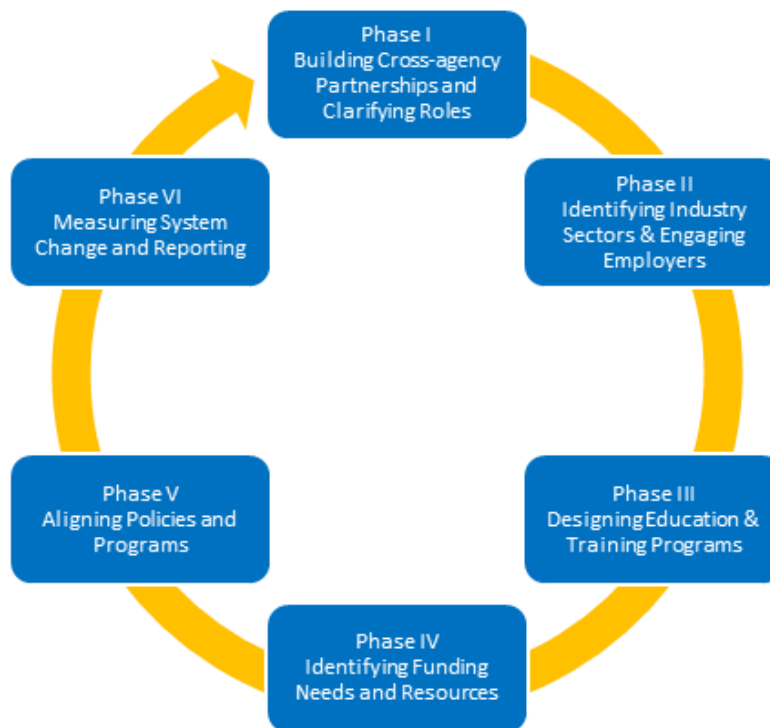 Phase I
Building Cross-agency
Partnerships and
Clarifying Roles
Phase II
Identifying Industry
Sectors & Engaging
Employers
Phase III
Designing Education &
Training Programs
Phase IV
Identifying Funding
Needs and Resources
Phase V
Aligning Policies and
Programs
Phase VI
Measuring System
Change and Reporting